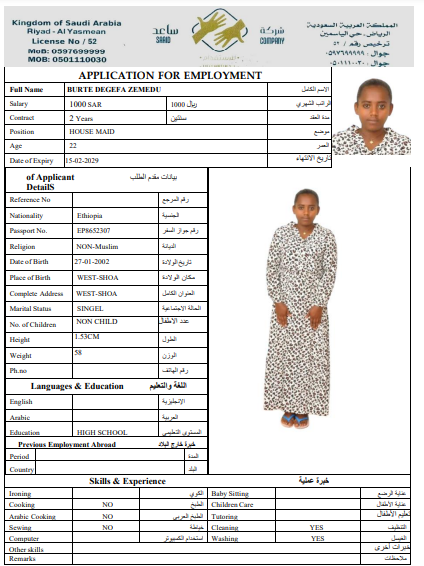 Kingdom of Saudi Arabia
Riyad - Al Yasmean
License No / 52
MOB: 0597699999
MOB: 0501110030
ساعد
SAAID
شركة
COMPANY
المملكة العربية السعودية
الرياض، حي الياسمين
ترخيص رقم / ٥٢
جوال : ٠٥٩٧٦٩٩٩٩٩
جوال : ٠٥٠١١١٠٠٣٠
APPLICATION FOR EMPLOYMENT
Full Name BURTE DEGEFA ZEMEDU الاسم الكامل
Salary 1000 SAR 1000 ريال الراتب الشهري
Contract 2 Years سنتين مدة العقد
Position HOUSE MAID موضع
Age 22 العمر
Date of Expiry 15-02-2029 تاريخ الانتهاء
of Applicant بيانات مقدم الطلب
DetailS
Reference No رقم المرجع
Nationality Ethiopia الجنسية
Passport No. EP8652307 رقم جواز السفر
Religion NON-Muslim الديانة
Date of Birth 27-01-2002 تاريخ الولادة
Place of Birth WEST-SHOA مكان الولادة
Complete Address WEST-SHOA العنوان الكامل
Marital Status SINGEL الحالة الاجتماعية
No. of Children NON CHILD عدد الاطفال
Height 1.53CM الطول
Weight 58 الوزن
Ph.no رقم الهاتف
Languages & Education اللغة والتعليم
English الإنجليزية
Arabic العربية
Education HIGH SCHOOL المستوى التعليمي
Previous Employment Abroad خبرة خارج البلاد
Period المدة
Country البلد
Skills & Experience خبرة عملية
Ironing الكوي Baby Sitting عناية الرضع
Cooking NO الطبخ Children Care عناية الأطفال
Arabic Cooking NO الطبخ العربي Tutoring تعليم الأطفال
Sewing NO خياطة Cleaning YES التنظيف
Computer استخدام الكمبيوتر Washing YES الغسيل
Other skills خبرات أخرى
Remarks ملاحظات